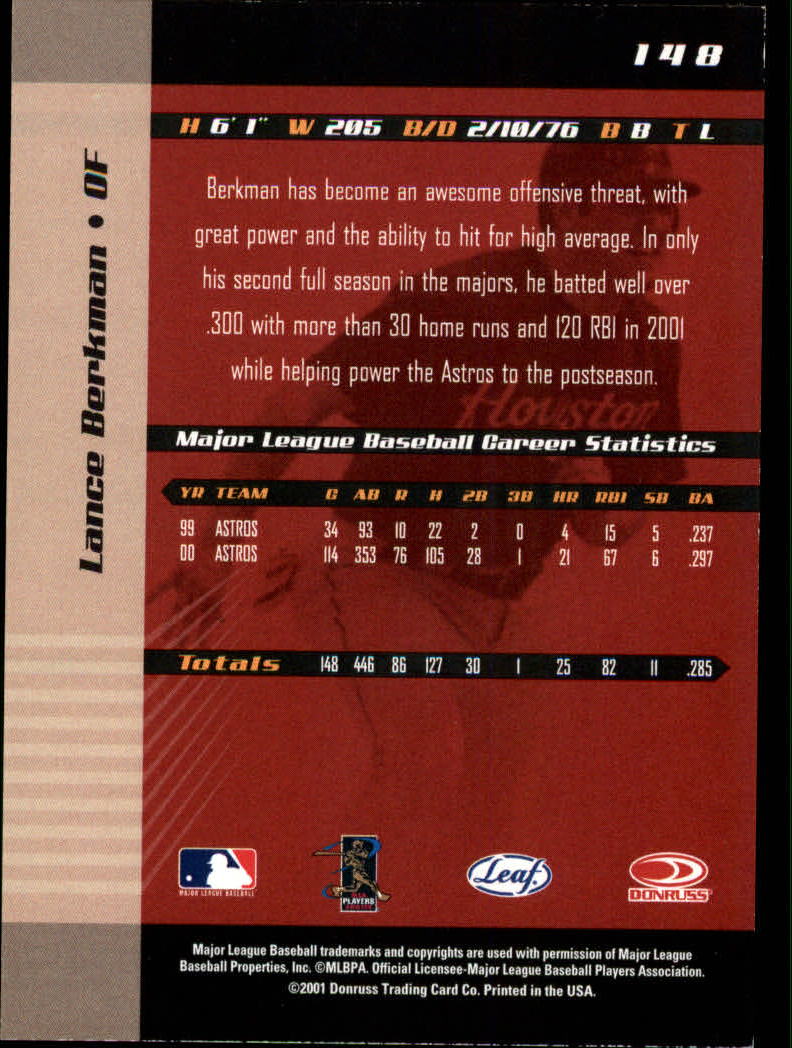 148
H 6' 1" W 205 B/D 2/10/76 B B T L
Lance Berkman • OF
Berkman has become an awesome offensive threat, with
great power and the ability to hit for high average. In only
his second full season in the majors, he batted well over
.300 with more than 30 home runs and 120 RBI in 2001
while helping power the Astros to the postseason.
Houston
Major League Baseball Career Statistics
YR TEAM G AB R H 2B 3B HR RBI SB BA
99 ASTROS 34 93 10 22 2 0 4 15 5 .237
00 ASTROS 114 353 76 105 28 1 21 67 6 .297
Totals 148 446 86 127 30 1 25 82 11 .285
MAJOR LEAGUE BASEBALL
PLAYERS
Leaf
DONRUSS
Major League Baseball trademarks and copyrights are used with permission of Major League
Baseball Properties, Inc. ©MLBPA. Official Licensee-Major League Baseball Players Association.
©2001 Donruss Trading Card Co. Printed in the USA.